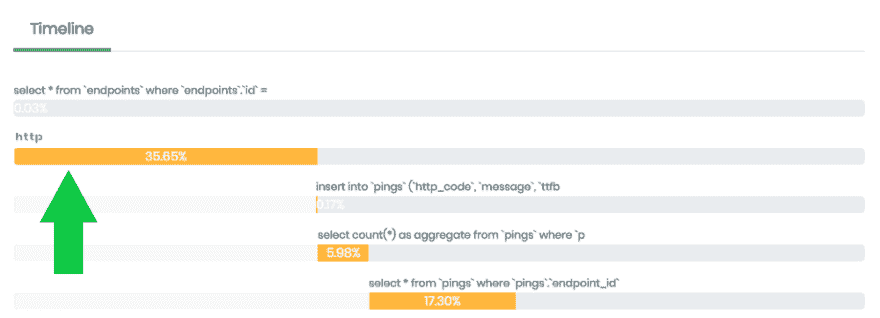 Timeline
select * from `endpoints` where `endpoints`.`id` =
0.03%
http
35.65%
insert into `pings` (`http_code`, `message`, `ttfb
0.17%
select count(*) as aggregate from `pings` where `p
5.98%
select * from `pings` where `pings`.`endpoint_id`
17.30%